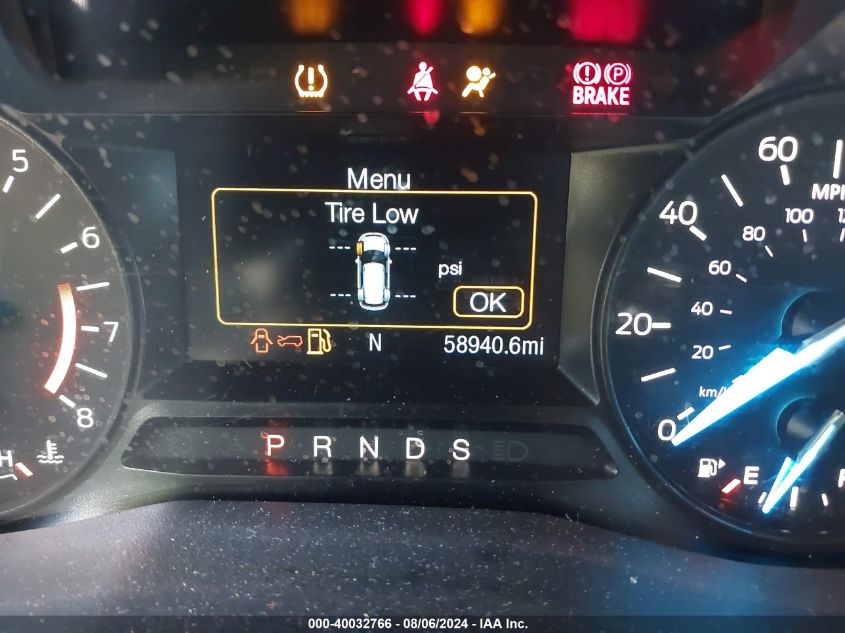 BRAKE
P
Menu
Tire Low
psi
OK
N
58940.6mi
P R N D S
5
6
7
8
H
60
40
20
0
MPH
100
80
60
40
20
km/
E
000-40032766 - 08/06/2024 - IAA Inc.